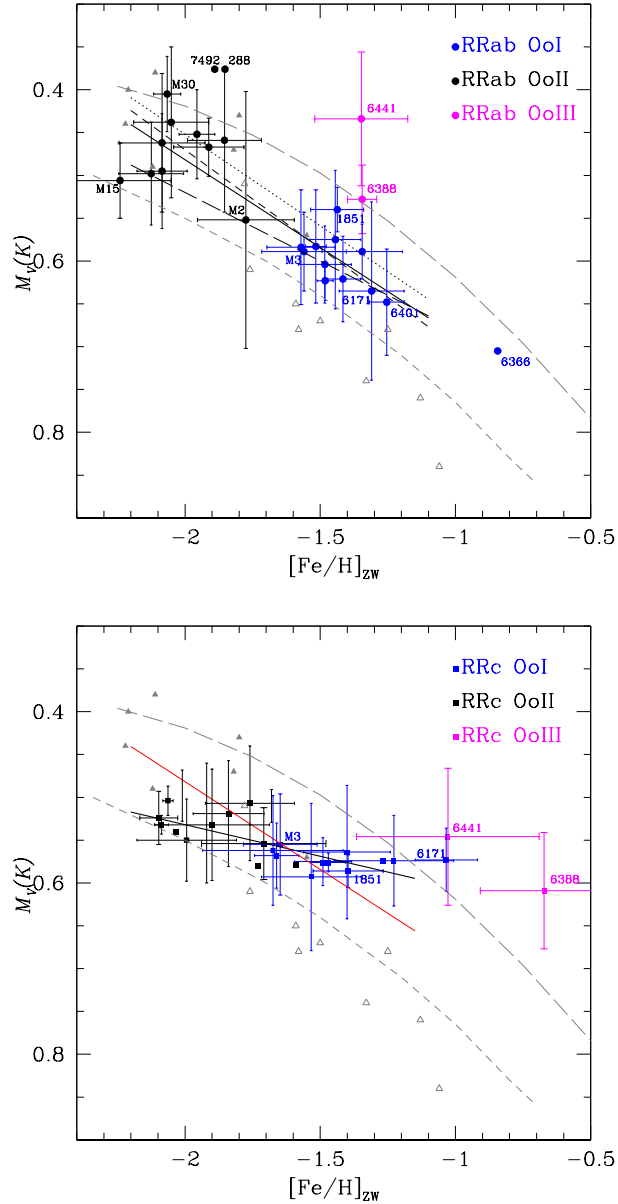 7492 288
M30
M15
M2
M3
1851
6171
6401
6441
6388
6366
RRab OoI
RRab OoII
RRab OoIII
0.4
0.6
0.8
M_V(K)
−2
−1.5
−1
−0.5
[Fe/H]ZW
RRc OoI
RRc OoII
RRc OoIII
M3
1851
6171
6441
6388
0.4
0.6
0.8
M_V(K)
−2
−1.5
−1
−0.5
[Fe/H]ZW